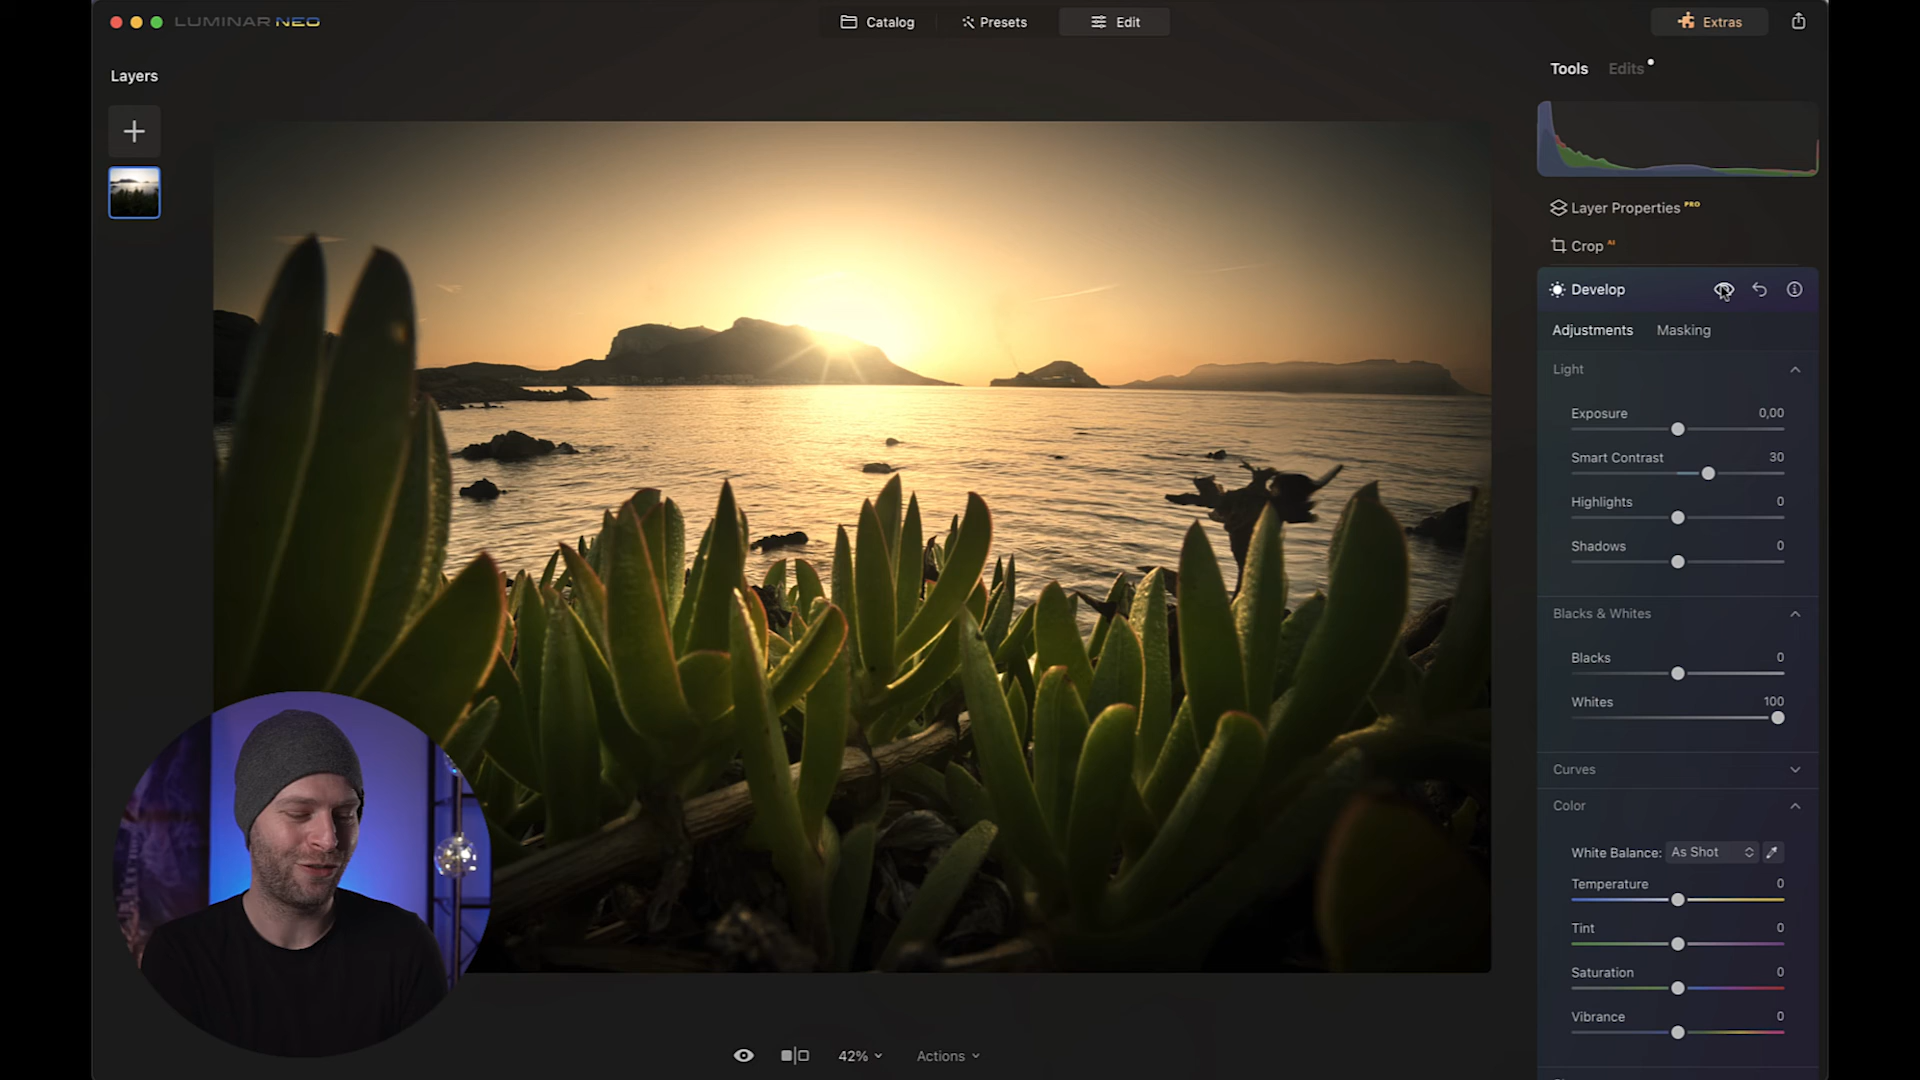 LUMINAR NEO
Catalog
Presets
Edit
Extras
Layers
Tools
Edits
Layer Properties PRO
Crop AI
Develop
Adjustments
Masking
Light
Exposure 0,00
Smart Contrast 30
Highlights 0
Shadows 0
Blacks & Whites
Blacks 0
Whites 100
Curves
Color
White Balance: As Shot
Temperature 0
Tint 0
Saturation 0
Vibrance 0
42%
Actions